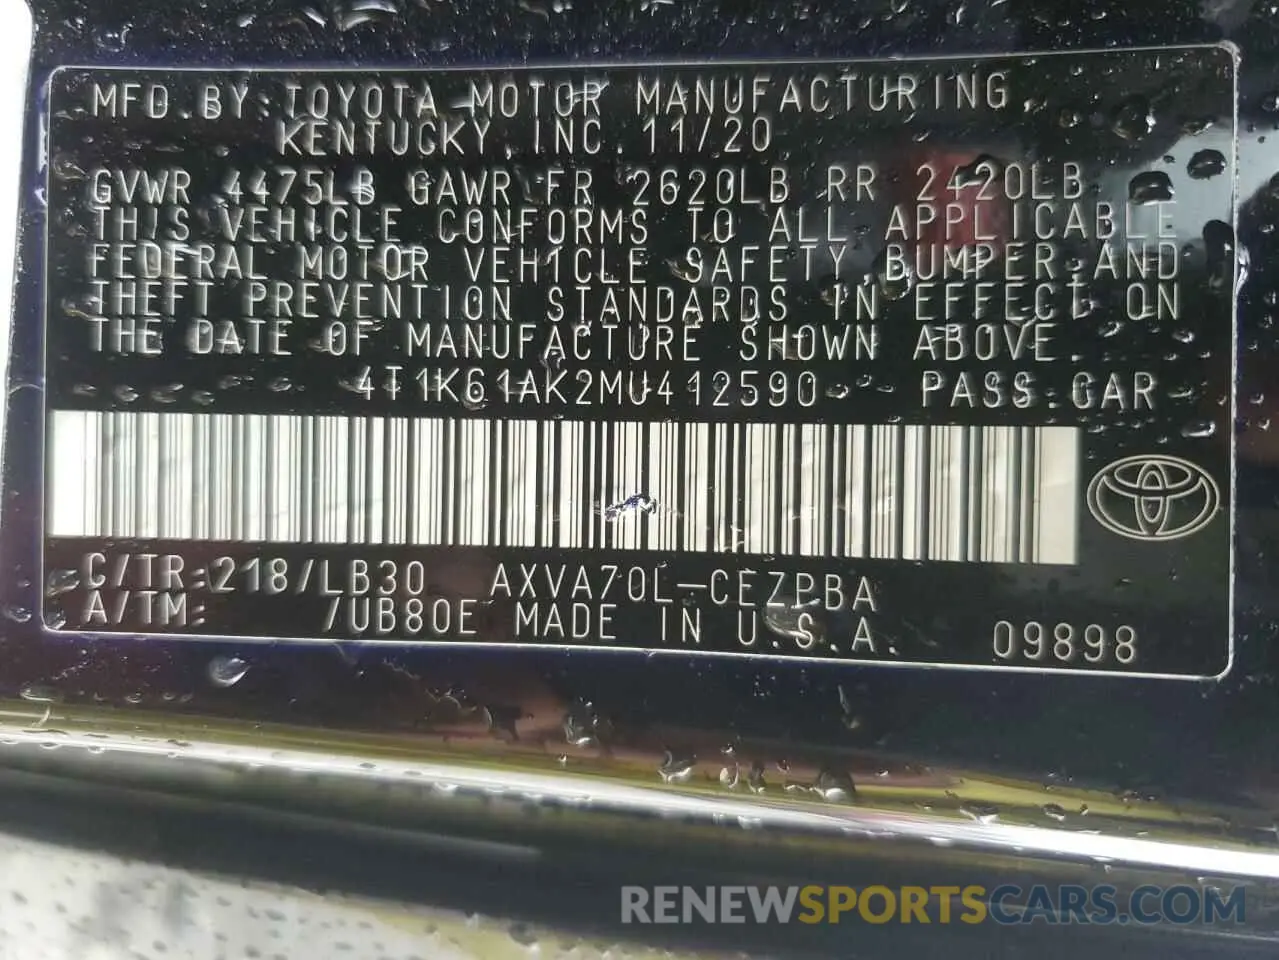 MFD. BY: TOYOTA MOTOR MANUFACTURING,
KENTUCKY, INC. 11/20
GVWR 4475LB GAWR FR 2620LB RR 2420LB
THIS VEHICLE CONFORMS TO ALL APPLICABLE
FEDERAL MOTOR VEHICLE SAFETY, BUMPER AND
THEFT PREVENTION STANDARDS IN EFFECT ON
THE DATE OF MANUFACTURE SHOWN ABOVE.
4T1K61AK2MU412590 PASS. CAR
C/TR: 218/LB30 AXVA70L-CEZPBA
A/TM: /UB80E MADE IN U.S.A. 09898
RENEWSPORTSCARS.COM